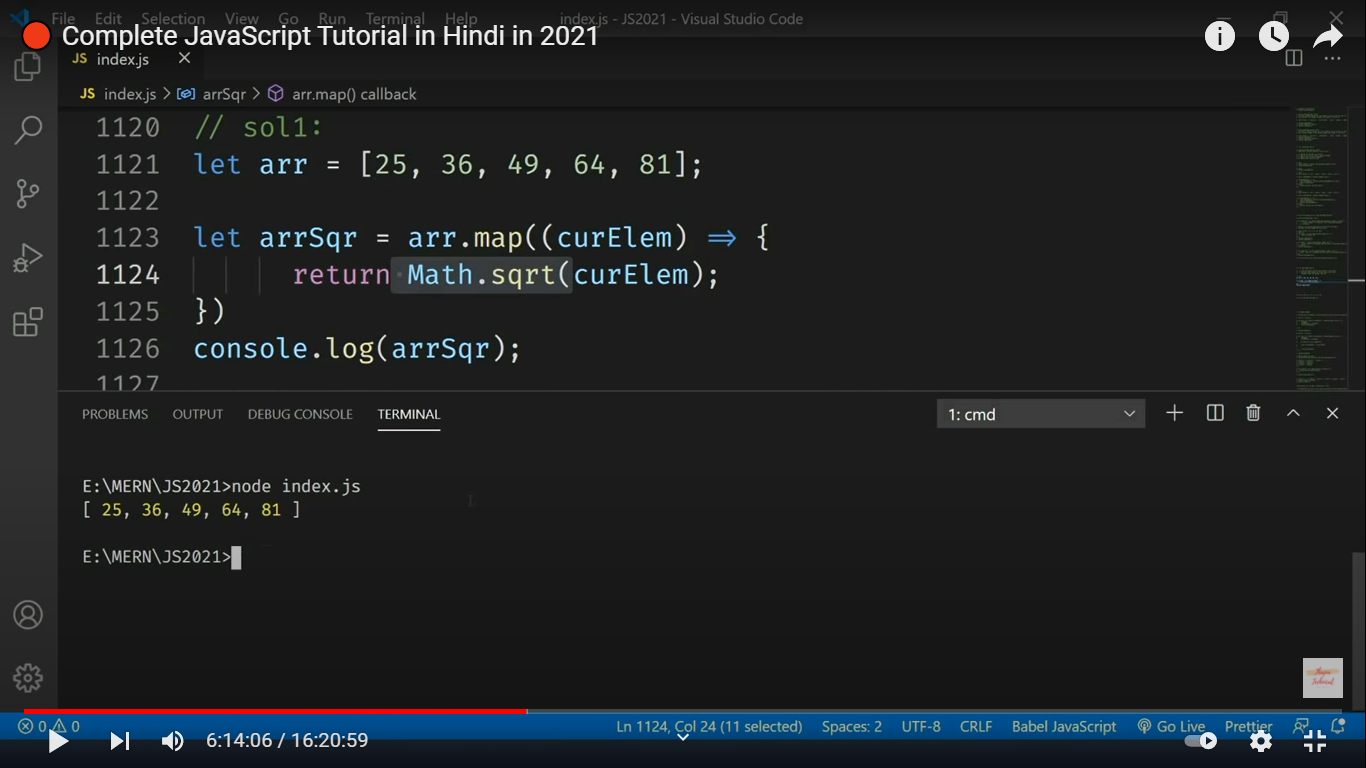 File Edit Selection View Go Run Terminal Help index.js - JS2021 - Visual Studio Code
Complete JavaScript Tutorial in Hindi in 2021
JS index.js
JS index.js > arrSqr > arr.map() callback
1120 // sol1:
1121 let arr = [25, 36, 49, 64, 81];
1122
1123 let arrSqr = arr.map((curElem) => {
1124 return Math.sqrt(curElem);
1125 })
1126 console.log(arrSqr);
1127
PROBLEMS OUTPUT DEBUG CONSOLE TERMINAL 1: cmd
E:\MERN\JS2021>node index.js
[ 25, 36, 49, 64, 81 ]
E:\MERN\JS2021>
0 0 Ln 1124, Col 24 (11 selected) Spaces: 2 UTF-8 CRLF Babel JavaScript Go Live Prettier
6:14:06 / 16:20:59